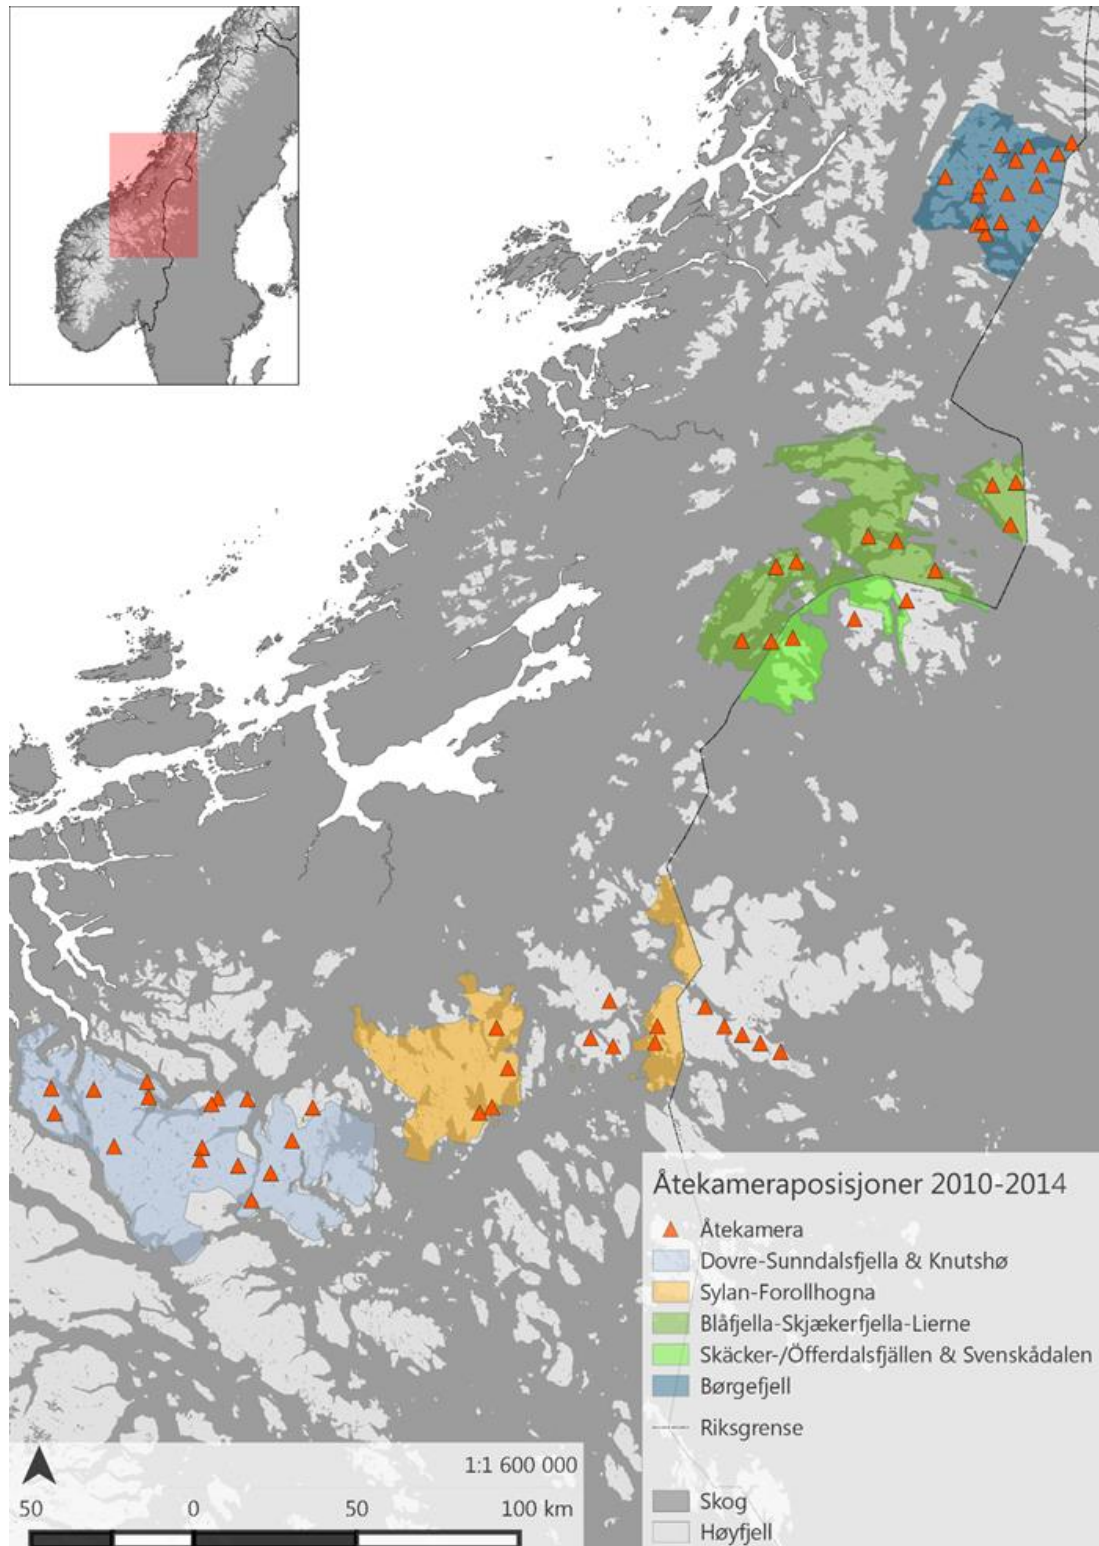 Åtekameraposisjoner 2010-2014
Åtekamera
Dovre-Sunndalsfjella & Knutshø
Sylan-Forollhogna
Blåfjella-Skjækerfjella-Lierne
Skäcker-/Öfferdalsfjällen & Svenskådalen
Børgefjell
Riksgrense
Skog
Høyfjell
1:1 600 000
50 0 50 100 km